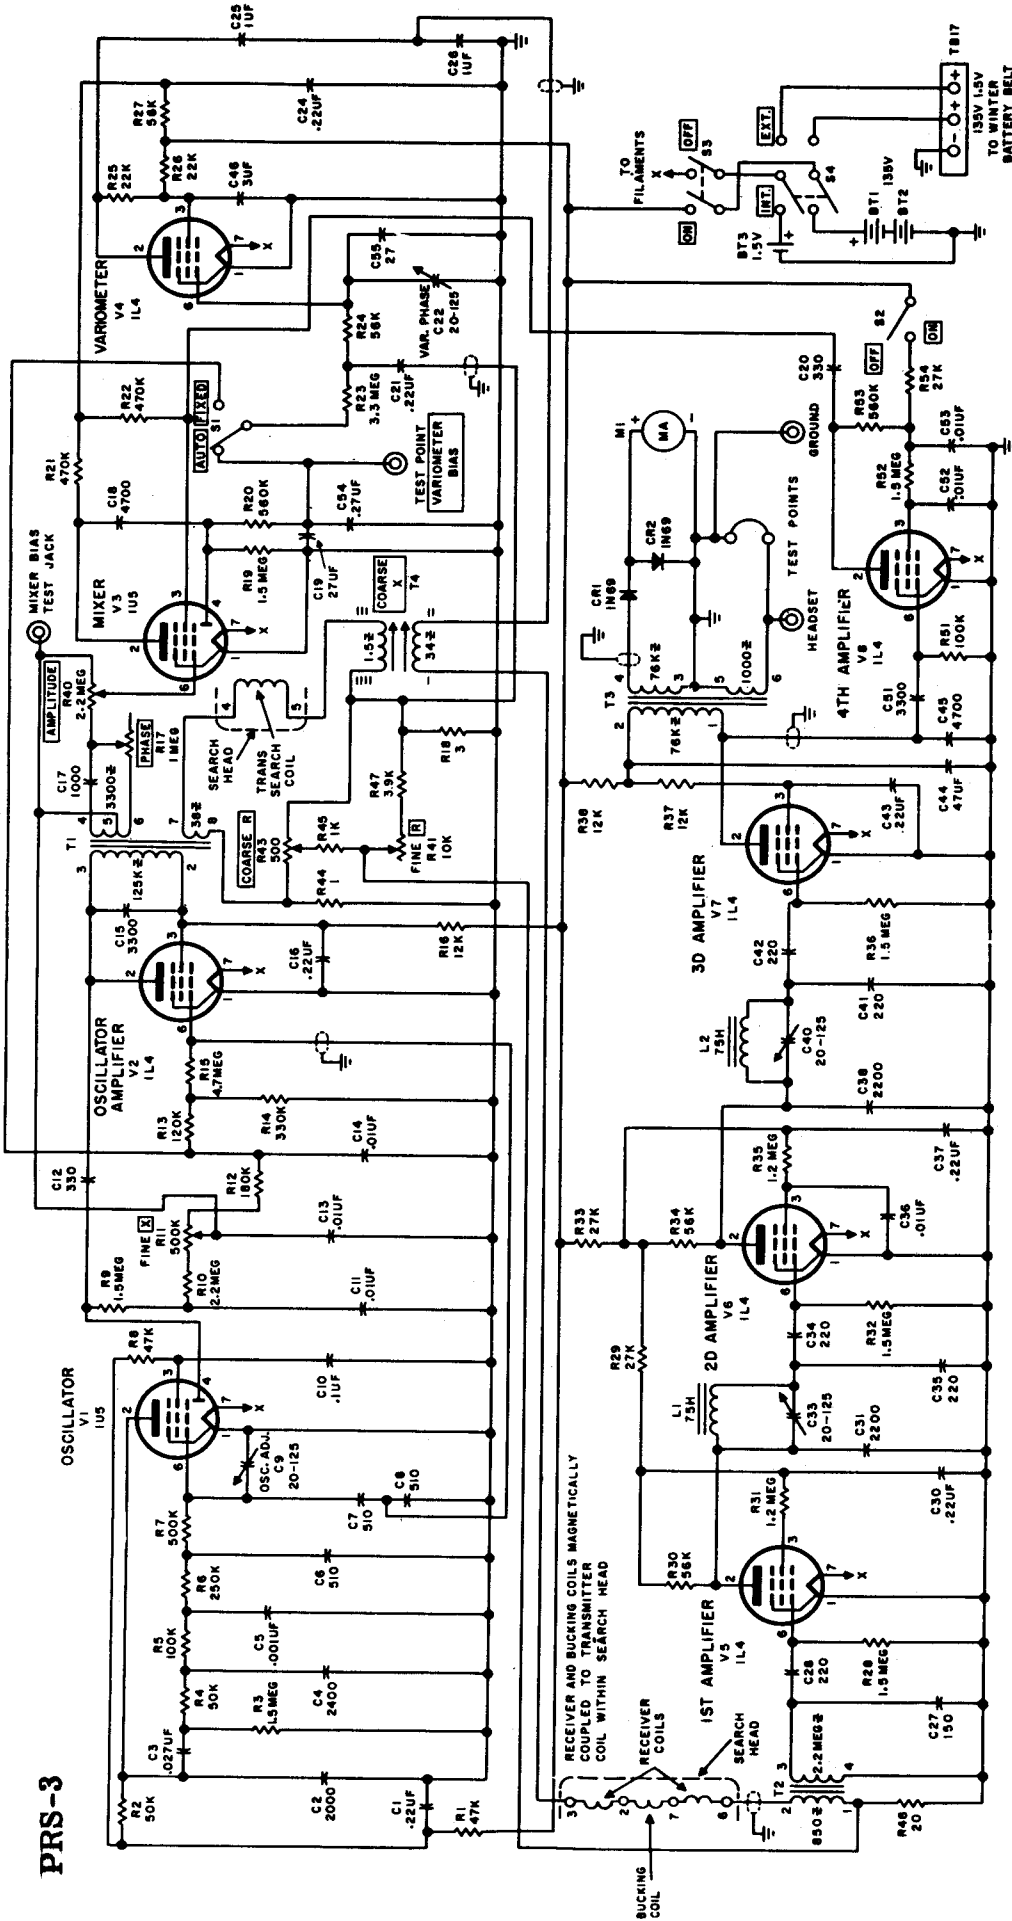 PRS-3
OSCILLATOR
V1
1U5
R2
50K
C3
.027UF
R4
50K
R5
100K
R6
250K
R7
500K
R8
47K
R9
1.5MEG
R3
1.5MEG
C2
2000
C1
.22UF
R1
47K
C4
2400
C5
.001UF
C6
510
C7
510
C8
510
OSC. ADJ.
C9
20-125
C10
.1UF
C11
.01UF
R10
2.2MEG
FINE X
R11
500K
R12
180K
C13
.01UF
C12
330
R13
120K
R14
330K
C14
.01UF
R15
4.7MEG
OSCILLATOR
AMPLIFIER
V2
1L4
C15
3300
C16
.22UF
R16
12K
T1
125K
3300
38
C17
1000
PHASE
R17
1 MEG
AMPLITUDE
R40
2.2 MEG
MIXER BIAS
TEST JACK
MIXER
V3
1U5
SEARCH
HEAD
TRANS
SEARCH
COIL
COARSE R
R43
500
R44
1
R45
1K
R47
3.9K
FINE R
R41
10K
R18
3
COARSE
X
T4
1.5
34
R21
470K
C18
4700
R22
470K
R19
1.5 MEG
R20
560K
C19
27UF
C54
.27UF
AUTO
FIXED
S1
TEST POINT
VARIOMETER
BIAS
R23
3.3 MEG
R24
56K
C21
.22UF
VAR. PHASE
C22
20-125
C55
27
VARIOMETER
V4
1L4
R25
22K
R26
22K
R27
56K
C46
3UF
C24
.22UF
C25
1UF
C26
1UF
RECEIVER AND BUCKING COILS MAGNETICALLY
COUPLED TO TRANSMITTER
COIL WITHIN SEARCH HEAD
RECEIVER
COILS
SEARCH
HEAD
BUCKING
COIL
T2
850
2.2MEG
R46
20
C27
150
C28
220
R28
1.5 MEG
1ST AMPLIFIER
V5
1L4
R30
56K
R29
27K
R31
1.2 MEG
C30
.22UF
L1
75H
C33
20-125
C31
2200
C34
220
C35
220
R32
1.5MEG
2D AMPLIFIER
V6
1L4
R33
27K
R34
56K
R35
1.2 MEG
C36
.01UF
C37
.22UF
L2
75H
C40
20-125
C38
2200
C41
220
C42
220
R36
1.5 MEG
3D AMPLIFIER
V7
1L4
R38
12K
R37
12K
C43
.22UF
C44
47UF
C45
4700
T3
76K
76K
1000
CR1
1N69
CR2
1N69
M1
MA
HEADSET
TEST POINTS
GROUND
4TH AMPLIFIER
V8
1L4
C51
3300
R51
100K
C20
330
R53
560K
R52
1.5 MEG
C52
.01UF
C53
.01UF
R54
27K
OFF
S2
ON
TO
FILAMENTS
X
OFF
S3
ON
INT.
EXT.
S4
BT3
1.5V
BT1
BT2
135V
TB17
135V 1.5V
TO WINTER
BATTERY BELT